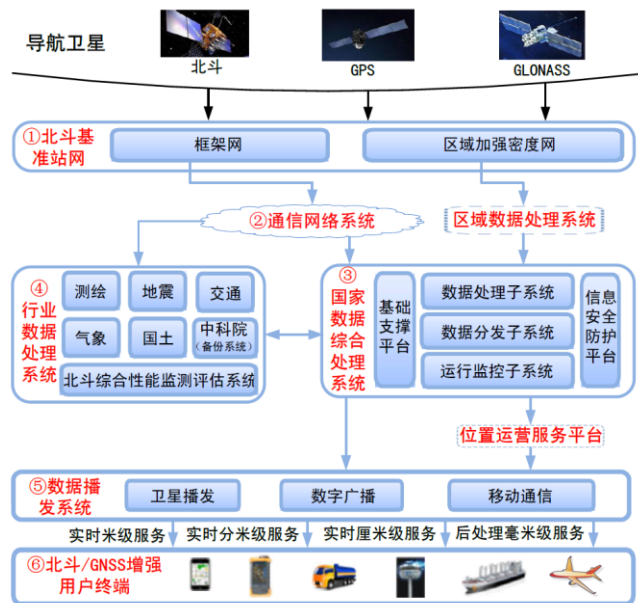 导航卫星
北斗
GPS
GLONASS
①北斗基
准站网
框架网
区域加强密度网
②通信网络系统
区域数据处理系统
④
行业
数据
处理
系统
测绘
地震
交通
气象
国土
中科院
（备份系统）
北斗综合性能监测评估系统
③
国家
数据
综合
处理
系统
基础
支撑
平台
数据处理子系统
数据分发子系统
运行监控子系统
信息
安全
防护
平台
位置运营服务平台
⑤数据播
发系统
卫星播发
数字广播
移动通信
实时米级服务
实时分米级服务
实时厘米级服务
后处理毫米级服务
⑥北斗/GNSS增强
用户终端